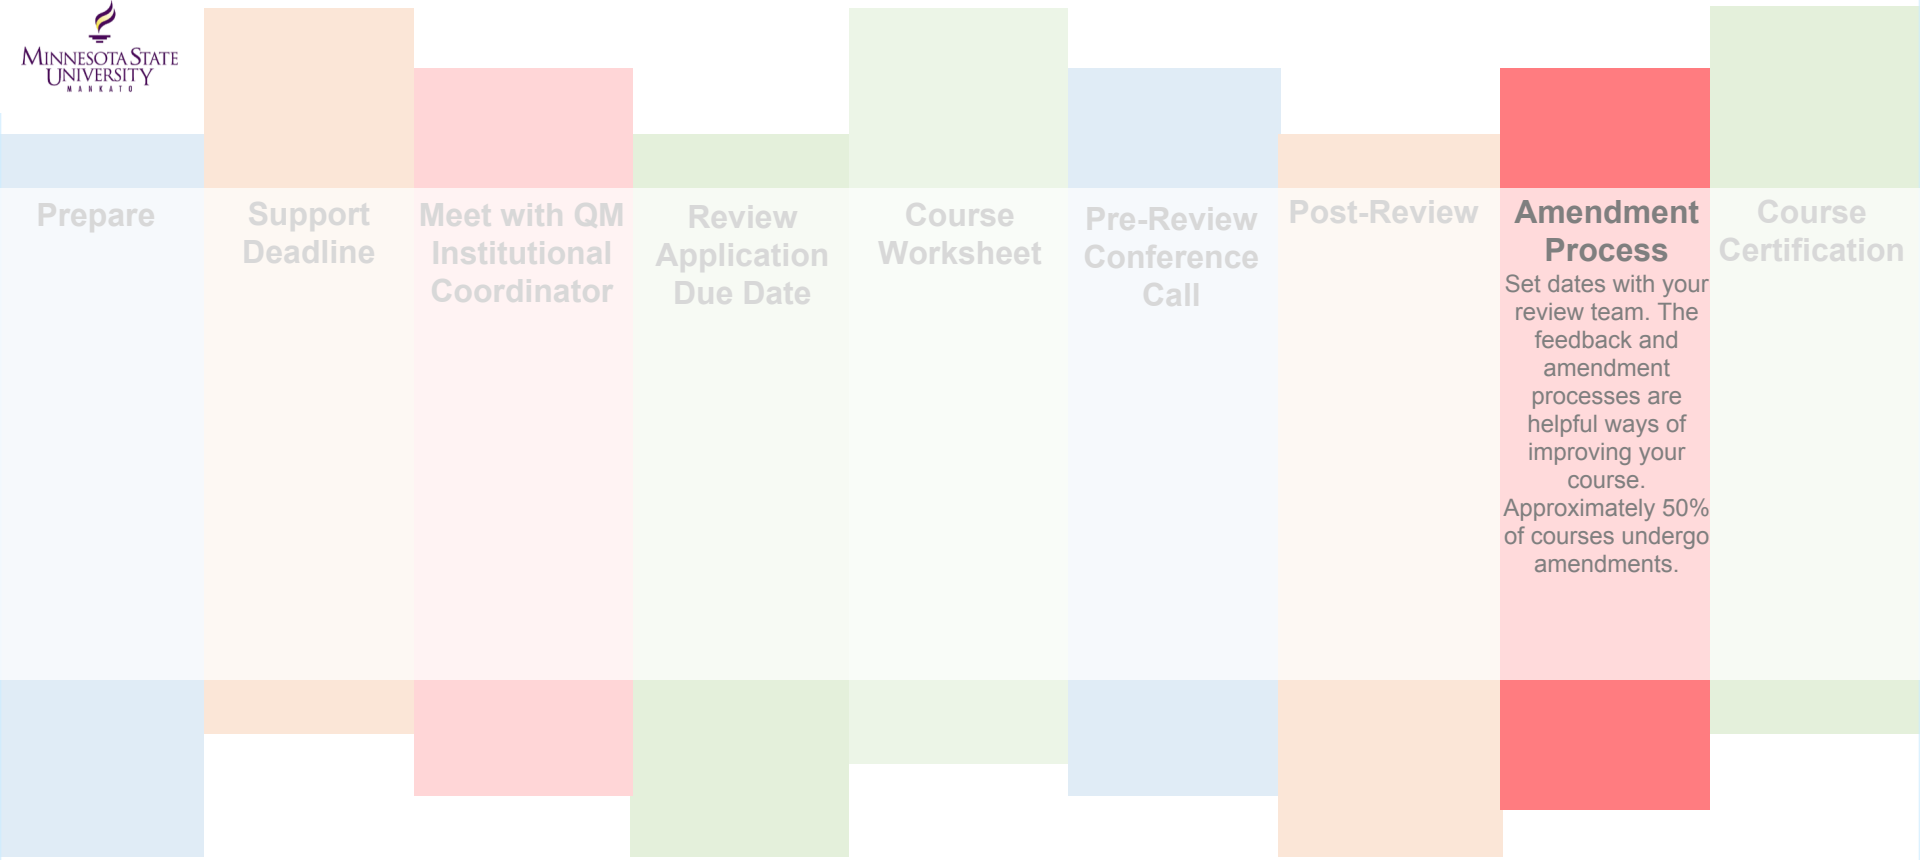 MINNESOTA STATE
UNIVERSITY
MANKATO
Prepare
Support
Deadline
Meet with QM
Institutional
Coordinator
Review
Application
Due Date
Course
Worksheet
Pre-Review
Conference
Call
Post-Review
Amendment
Process
Set dates with your
review team. The
feedback and
amendment
processes are
helpful ways of
improving your
course.
Approximately 50%
of courses undergo
amendments.
Course
Certification